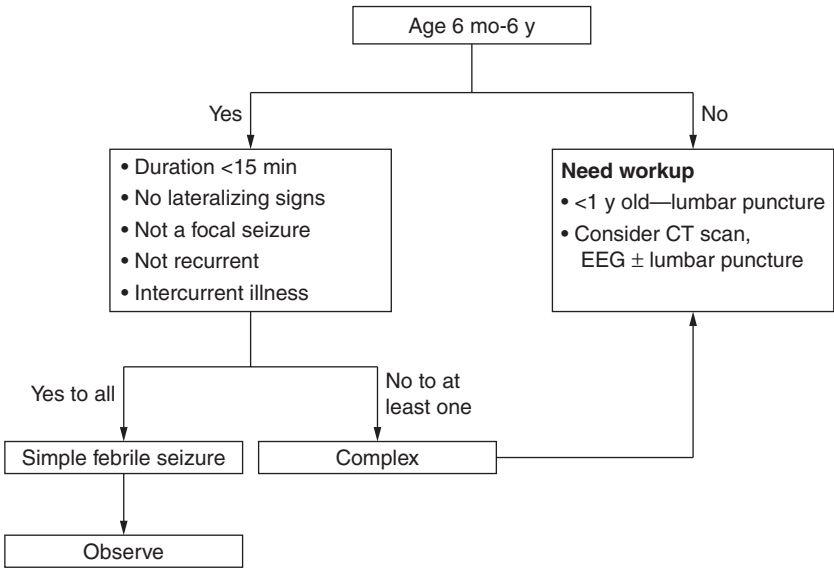 Age 6 mo-6 y
Yes
No
• Duration <15 min
• No lateralizing signs
• Not a focal seizure
• Not recurrent
• Intercurrent illness
Need workup
• <1 y old—lumbar puncture
• Consider CT scan,
EEG ± lumbar puncture
Yes to all
No to at
least one
Simple febrile seizure
Complex
Observe